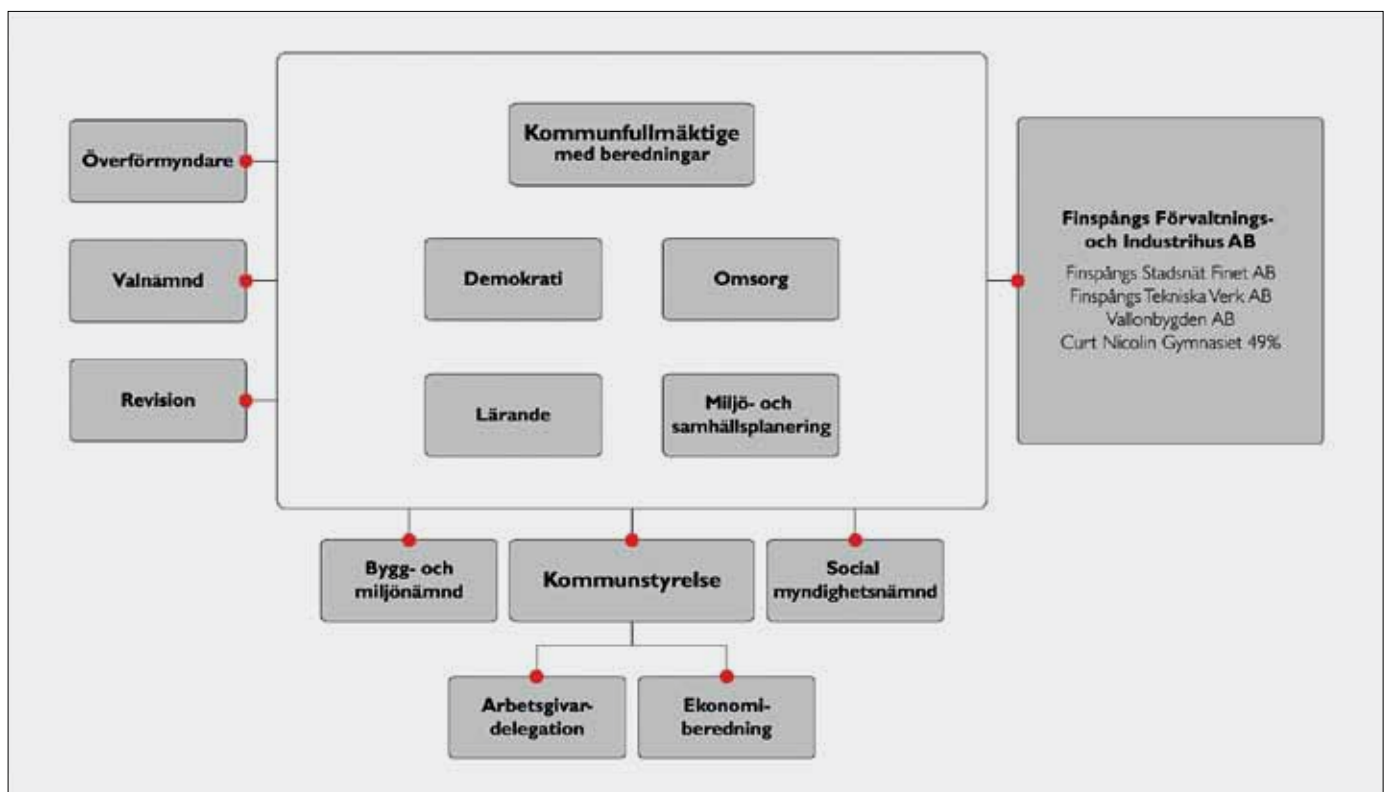 Kommunfullmäktige
med beredningar
Överförmyndare
Valnämnd
Revision
Demokrati
Omsorg
Lärande
Miljö- och
samhällsplanering
Finspångs Förvaltnings-
och Industrihus AB
Finspångs Stadsnät Finet AB
Finspångs Tekniska Verk AB
Vallonbygden AB
Curt Nicolin Gymnasiet 49%
Bygg- och
miljönämnd
Kommunstyrelse
Social
myndighetsnämnd
Arbetsgivar-
delegation
Ekonomi-
beredning